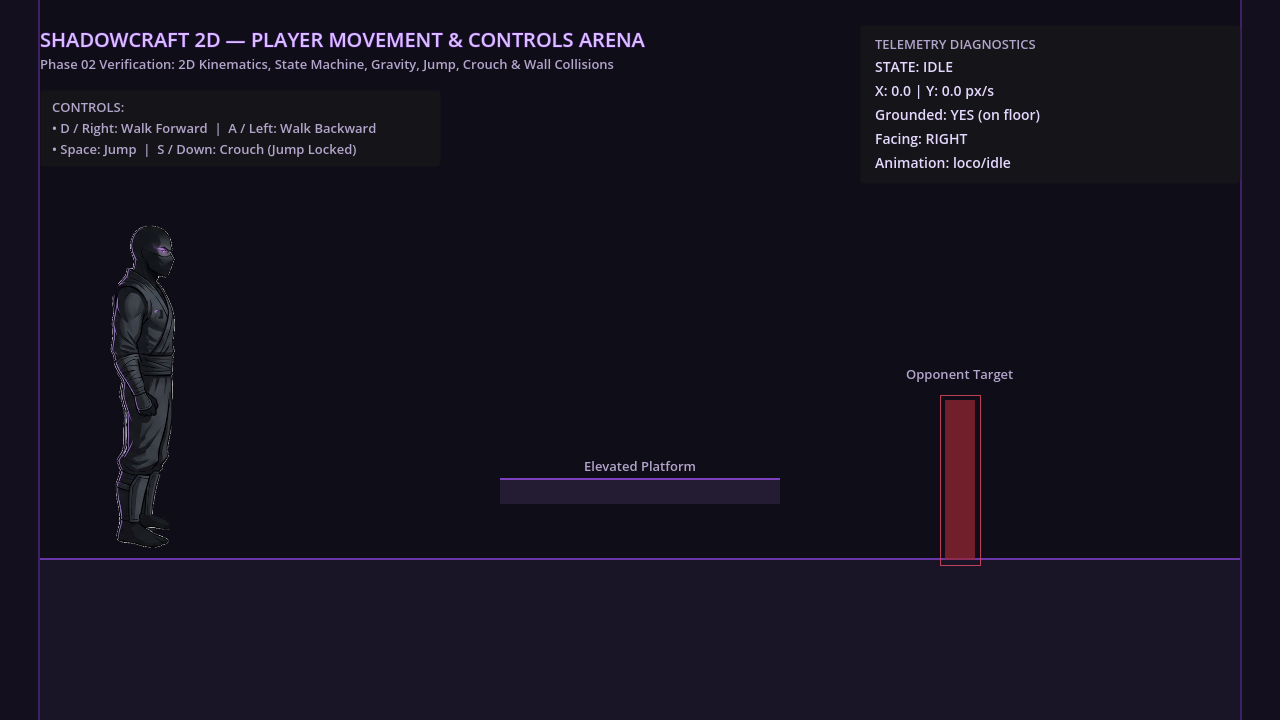 SHADOWCRAFT 2D — PLAYER MOVEMENT & CONTROLS ARENA
Phase 02 Verification: 2D Kinematics, State Machine, Gravity, Jump, Crouch & Wall Collisions
CONTROLS:
• D / Right: Walk Forward | A / Left: Walk Backward
• Space: Jump | S / Down: Crouch (Jump Locked)
TELEMETRY DIAGNOSTICS
STATE: IDLE
X: 0.0 | Y: 0.0 px/s
Grounded: YES (on floor)
Facing: RIGHT
Animation: loco/idle
Opponent Target
Elevated Platform